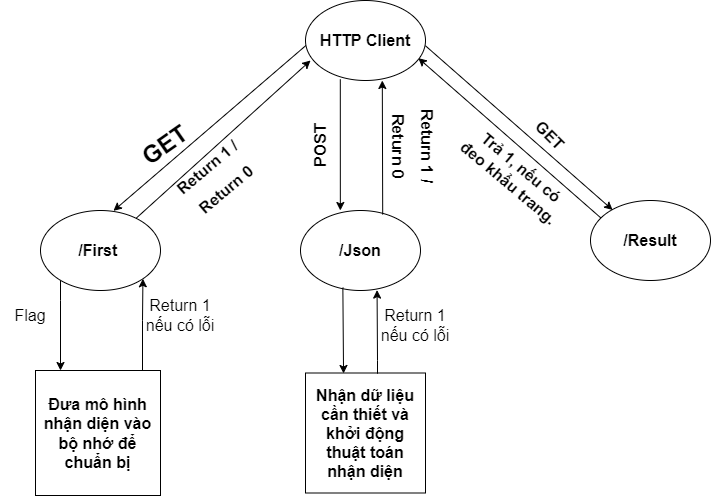 HTTP Client
GET
Return 1 /
Return 0
POST
Return 1 /
Return 0
GET
Trả 1, nếu có
đeo khẩu trang.
/First
/Json
/Result
Flag
Return 1
nếu có lỗi
Return 1
nếu có lỗi
Đưa mô hình
nhận diện vào
bộ nhớ để
chuẩn bị
Nhận dữ liệu
cần thiết và
khởi động
thuật toán
nhận diện